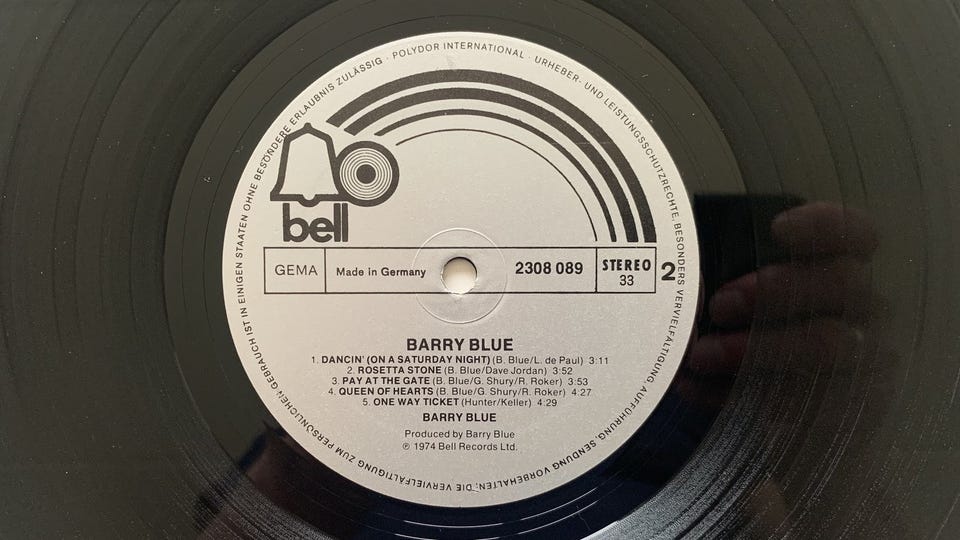 ZUM PERSÖNLICHEN GEBRAUCH IST IN EINIGEN STAATEN OHNE BESONDERE ERLAUBNIS ZULÄSSIG · POLYDOR INTERNATIONAL · URHEBER- UND LEISTUNGSSCHUTZRECHTE, BESONDERS VERVIELFÄLTIGUNG, AUFFÜHRUNG, SENDUNG VORBEHALTEN; DIE VERVIELFÄLTIGUNG
bell
GEMA Made in Germany 2308 089 STEREO 33 2
BARRY BLUE
1. DANCIN' (ON A SATURDAY NIGHT) (B. Blue/L. de Paul) 3:11
2. ROSETTA STONE (B. Blue/Dave Jordan) 3:52
3. PAY AT THE GATE (B. Blue/G. Shury/R. Roker) 3:53
4. QUEEN OF HEARTS (B. Blue/G. Shury/R. Roker) 4:27
5. ONE WAY TICKET (Hunter/Keller) 4:29
BARRY BLUE
Produced by Barry Blue
℗ 1974 Bell Records Ltd.